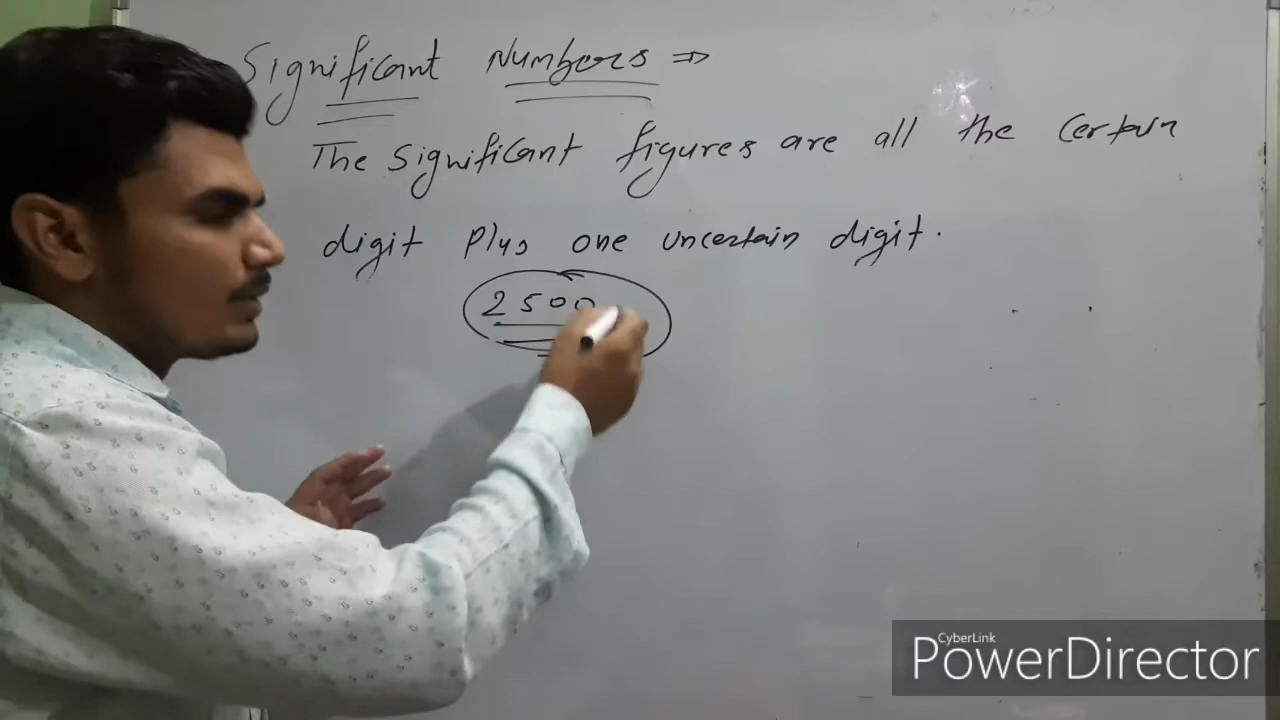 Significant Numbers ⇒
The Significant figures are all the Certain
digit Plus one uncertain digit.
2500
CyberLink
PowerDirector